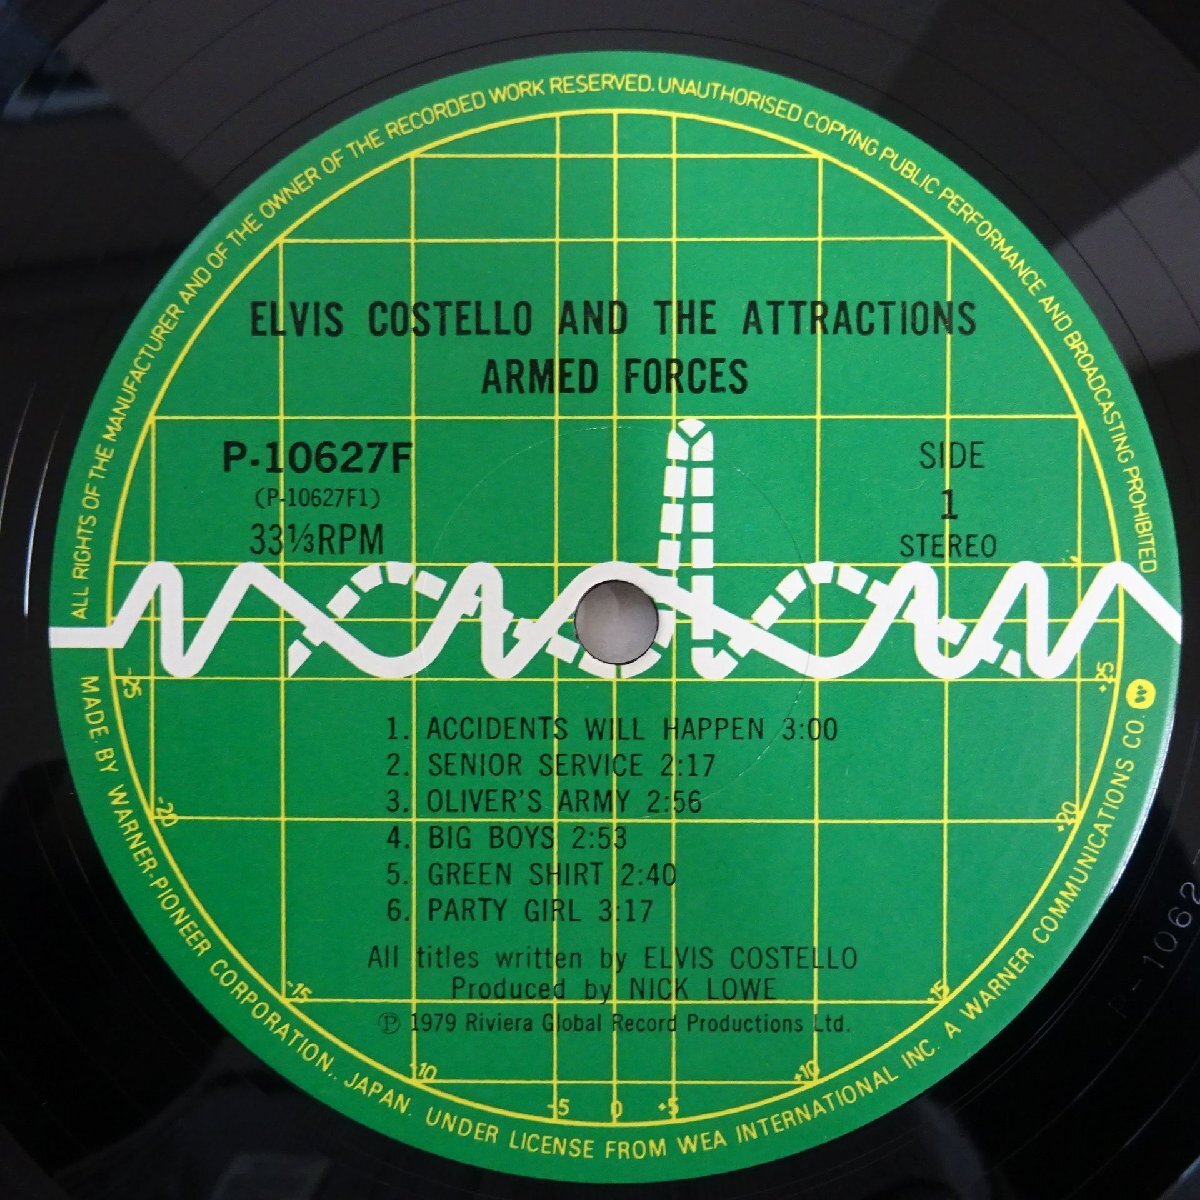 ALL RIGHTS OF THE MANUFACTURER AND OF THE OWNER OF THE RECORDED WORK RESERVED. UNAUTHORISED COPYING PUBLIC PERFORMANCE AND BROADCASTING PROHIBITED
ELVIS COSTELLO AND THE ATTRACTIONS
ARMED FORCES
P-10627F
(P-10627F1)
33⅓RPM
SIDE
1
STEREO
1. ACCIDENTS WILL HAPPEN 3:00
2. SENIOR SERVICE 2:17
3. OLIVER'S ARMY 2:56
4. BIG BOYS 2:53
5. GREEN SHIRT 2:40
6. PARTY GIRL 3:17
All titles written by ELVIS COSTELLO
Produced by NICK LOWE
Ⓟ 1979 Riviera Global Record Productions Ltd.
-25
-20
-15
-10
-5
0
+5
+10
+15
+20
+25
MADE BY WARNER-PIONEER CORPORATION., JAPAN. UNDER LICENSE FROM WEA INTERNATIONAL INC. A WARNER COMMUNICATIONS CO. W
P-1062